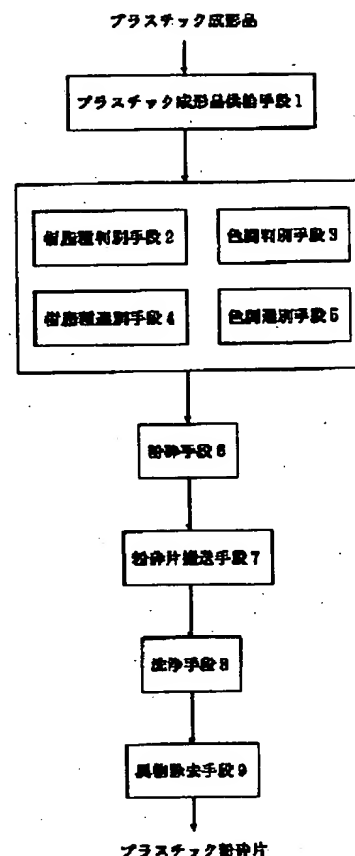 プラスチック成形品
プラスチック成形品供給手段1
樹脂種判別手段2
色調判別手段3
樹脂種選別手段4
色調選別手段5
粉砕手段6
粉砕片搬送手段7
洗浄手段8
異物除去手段9
プラスチック粉砕片